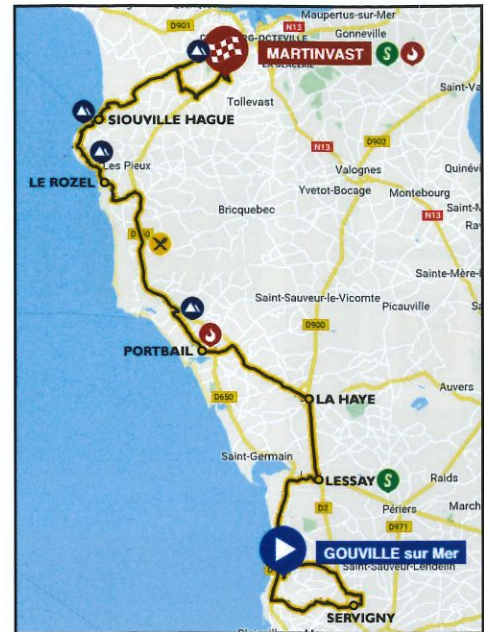 D901
Maupertus-sur-Mer
N13
Gonneville
MARTINVAST S
Saint-Va
Tollevast
SIOUVILLE HAGUE
N13
D902
Les Pieux
Valognes
Quinévi
LE ROZEL
Yvetot-Bocage
Montebourg
Bricquebec
N13
Saint-M
Ra
Sainte-Mère-
Saint-Sauveur-le-Vicomte
Picauville
D900
PORTBAIL
D650
Auvers
LA HAYE
Saint-Germain
LESSAY S
Raids
D2
Périers
March
D971
GOUVILLE sur Mer
Saint-Sauveur-Lendelin
SERVIGNY